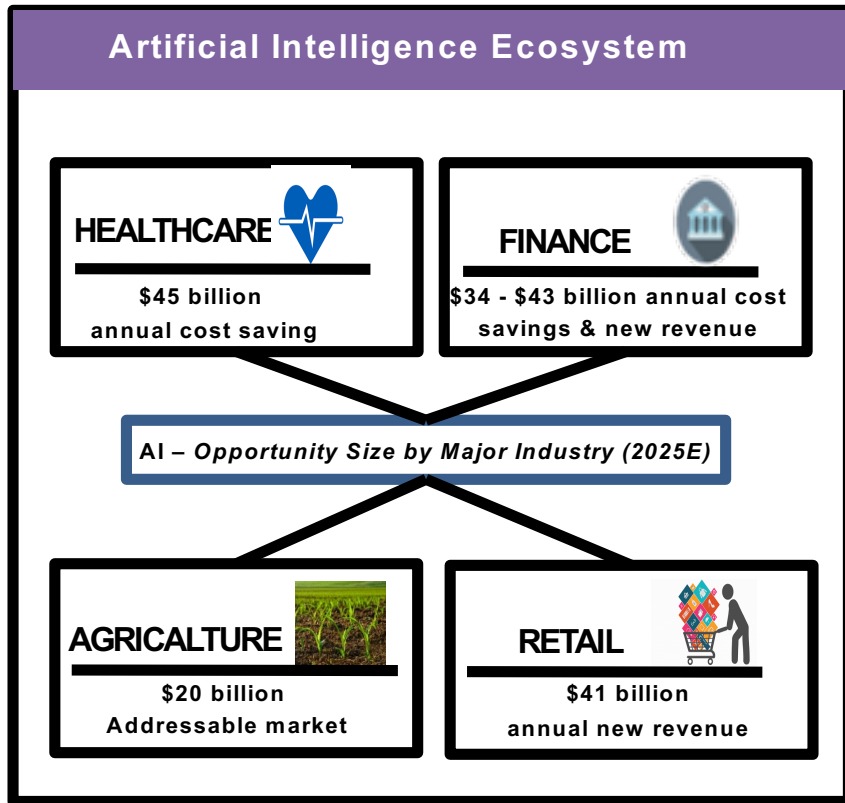 Artificial Intelligence Ecosystem
HEALTHCARE
$45 billion
annual cost saving
FINANCE
$34 - $43 billion annual cost
savings & new revenue
AI – Opportunity Size by Major Industry (2025E)
AGRICALTURE
$20 billion
Addressable market
RETAIL
$41 billion
annual new revenue